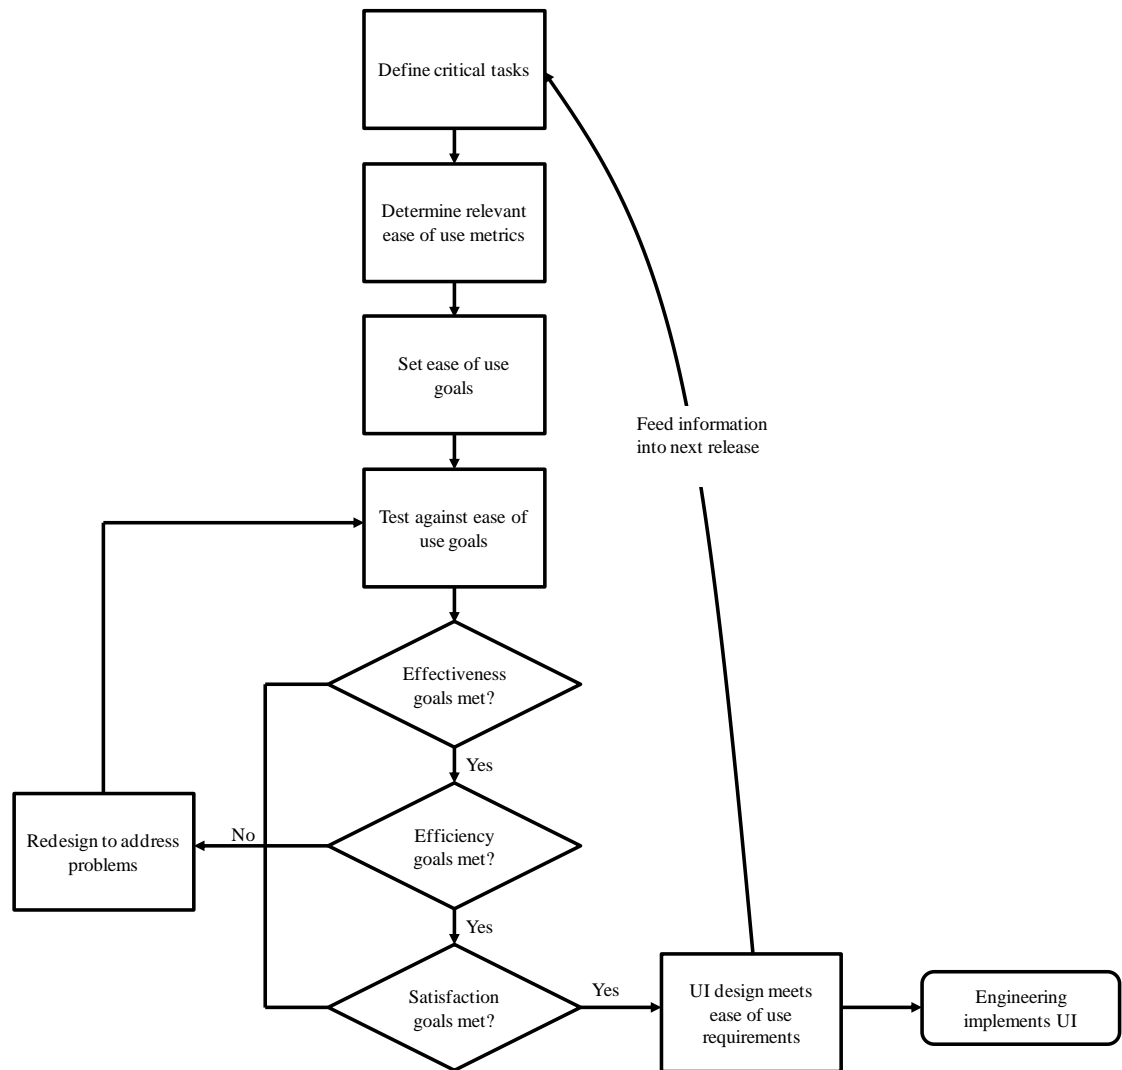 Define critical tasks
Determine relevant
ease of use metrics
Set ease of use
goals
Feed information
into next release
Test against ease of
use goals
Effectiveness
goals met?
Yes
Redesign to address
problems
No
Efficiency
goals met?
Yes
Satisfaction
goals met?
Yes
UI design meets
ease of use
requirements
Engineering
implements UI